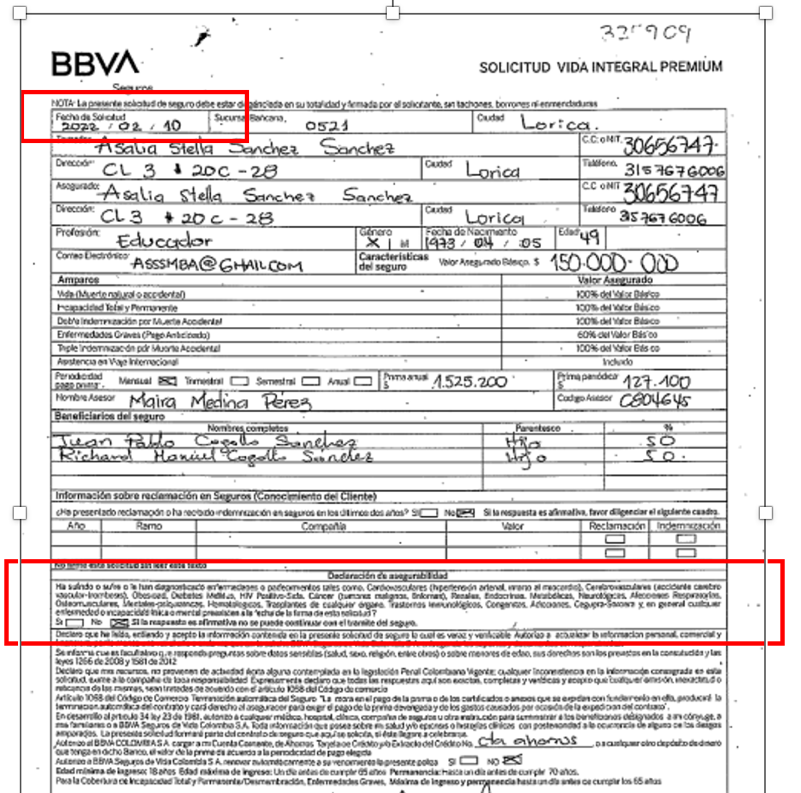 325909
BBVA
Seguros
SOLICITUD VIDA INTEGRAL PREMIUM
NOTA: La presente solicitud de seguro debe estar diligenciada en su totalidad y firmada por el solicitante, sin tachones, borrones ni enmendaduras
Fecha de Solicitud 2022 / 02 / 10 Sucursal Bancaria, 0521 Ciudad Lorica.
Tomador: Asalia Stella Sanchez Sanchez C.C. o NIT. 30656747.
Dirección: CL 3 # 20C - 28 Ciudad Lorica Teléfono. 3157676006
Asegurado: Asalia Stella Sanchez Sanchez C.C. o NIT 30656747
Dirección: CL 3 # 20C - 28 Ciudad Lorica Teléfono 3157676006
Profesión: Educador Género X M Fecha de Nacimiento 1973 / 04 / 05 Edad 49
Correo Electrónico: ASSSMBA@GMAIL.COM Características del seguro Valor Asegurado Básico. $ 150.000.000
Amparos Valor Asegurado
Vida (Muerte natural o accidental) 100% del Valor Básico
Incapacidad Total y Permanente 100% del Valor Básico
Doble Indemnización por Muerte Accidental 100% del Valor Básico
Enfermedades Graves (Pago Anticipado) 60% del Valor Básico
Triple Indemnización por Muerte Accidental 100% del Valor Básico
Asistencia en Viaje Internacional Incluido
Periodicidad pago prima: Mensual Trimestral Semestral Anual Prima anual $ 1.525.200 Prima periódica $ 127.100
Nombre Asesor Maira Medina Pérez Código Asesor C804645
Beneficiarios del seguro
Nombres completos Parentesco %
Juan Pablo Cogollo Sanchez Hijo 50
Richard Manuel Cogollo Sánchez Hijo 50.
Información sobre reclamación en Seguros (Conocimiento del Cliente)
¿Ha presentado reclamación o ha recibido indemnización en seguros en los últimos dos años? Si No Si la respuesta es afirmativa, favor diligenciar el siguiente cuadro.
Año Ramo Compañía Valor Reclamación Indemnización
No firme esta solicitud sin leer este texto
Declaración de asegurabilidad
Ha sufrido o sufre o le han diagnosticado enfermedades o padecimientos tales como: Cardiovasculares (hipertensión arterial, infarto al miocardio), Cerebrovasculares (accidente cerebro
vascular-trombosis), Obesidad, Diabetes Mellitus, HIV Positivo-Sida, Cáncer (tumores malignos, linfomas), Renales, Endocrinas, Metabólicas, Neurológicas, Afecciones Respiratorias,
Osteomusculares, Mentales-psiquiátricas, Hematológicas, Trasplantes de cualquier órgano, Trastornos Inmunológicos, Congénitas, Adicciones, Ceguera-Sordera y, en general cualquier
enfermedad o incapacidad física o mental preexistentes a la fecha de la firma de esta solicitud?
Si No Si la respuesta es afirmativa no se puede continuar con el tramite del seguro.
Declaro que he leído, entiendo y acepto la información contenida en la presente solicitud de seguro la cual es veraz y verificable Autorizo a actualizar la información personal, comercial y
Se informa que es facultativo que responda preguntas sobre datos sensibles (salud, sexo, religión, entre otros) o sobre menores de edad, sus derechos son los previstos en la constitución y las
leyes 1266 de 2008 y 1581 de 2012
Declaro que mis recursos, no provienen de actividad ilícita alguna contemplada en la legislación Penal Colombiana Vigente; cualquier inconsistencia en la información consignada en esta
solicitud, exime a la compañía de toda responsabilidad Expresamente declaro que todas las respuestas aquí son exactas, completas y verídicas y acepto que cualquier omisión, inexactitud o
reticencia de las mismas, sean tratadas de acuerdo con el artículo 1058 del Código de comercio
Artículo 1068 del Código de Comercio Terminación automática del Seguro "La mora en el pago de la prima o de los certificados o anexos que se expidan con fundamento en ella, producirá la
terminación automática del contrato y dará derecho al asegurador para exigir el pago de la prima devengada y de los gastos causados por ocasión de la expedición del contrato".
En desarrollo al artículo 34 ley 23 de 1981, autorizo a cualquier médico, hospital, clínica, compañía de seguros u otra institución para suministrar a los beneficiarios designados a mi cónyuge, a
mis familiares o a BBVA Seguros de Vida Colombia S.A. Toda información que posea sobre mi salud y/o epicrisis o historias clínicas con posterioridad a la ocurrencia de alguno de los riesgos
amparados. La presente solicitud formará parte del contrato de seguro que aquí se solicita, si éste llegare a celebrarse.
Autorizo al BBVA COLOMBIA S.A. cargar a mi Cuenta Corriente, de Ahorros, Tarjeta de Crédito y/o Extracto del Crédito No. cta ahorros , o a cualquier otro depósito de dinero
que tenga en dicho Banco, el valor de la prima de acuerdo a la periodicidad de pago elegida
Autorizo a BBVA Seguros de Vida Colombia S.A. renovar automáticamente a su vencimiento la presente poliza SI NO
Edad mínima de ingreso: 18 años Edad máxima de ingreso: Un día antes de cumplir 65 años Permanencia: Hasta un día antes de cumplir 70 años.
Para la Cobertura de Incapacidad Total y Permanente/Desmembración, Enfermedades Graves, Máxima de ingreso y permanencia hasta un día antes de cumplir los 65 años